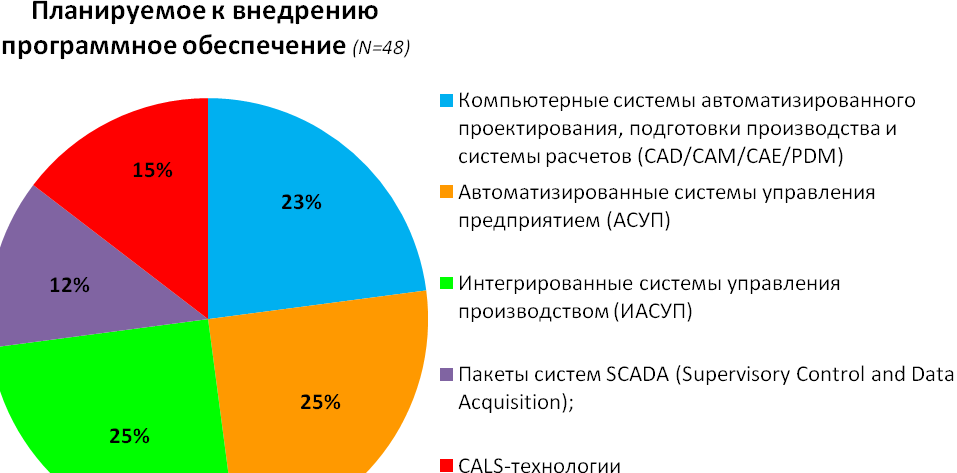 Планируемое к внедрению
программное обеспечение (N=48)
Компьютерные системы автоматизированного
проектирования, подготовки производства и
системы расчетов (CAD/CAM/CAE/PDM)
Автоматизированные системы управления
предприятием (АСУП)
Интегрированные системы управления
производством (ИАСУП)
Пакеты систем SCADA (Supervisory Control and Data
Acquisition);
CALS-технологии
15%
23%
12%
25%
25%